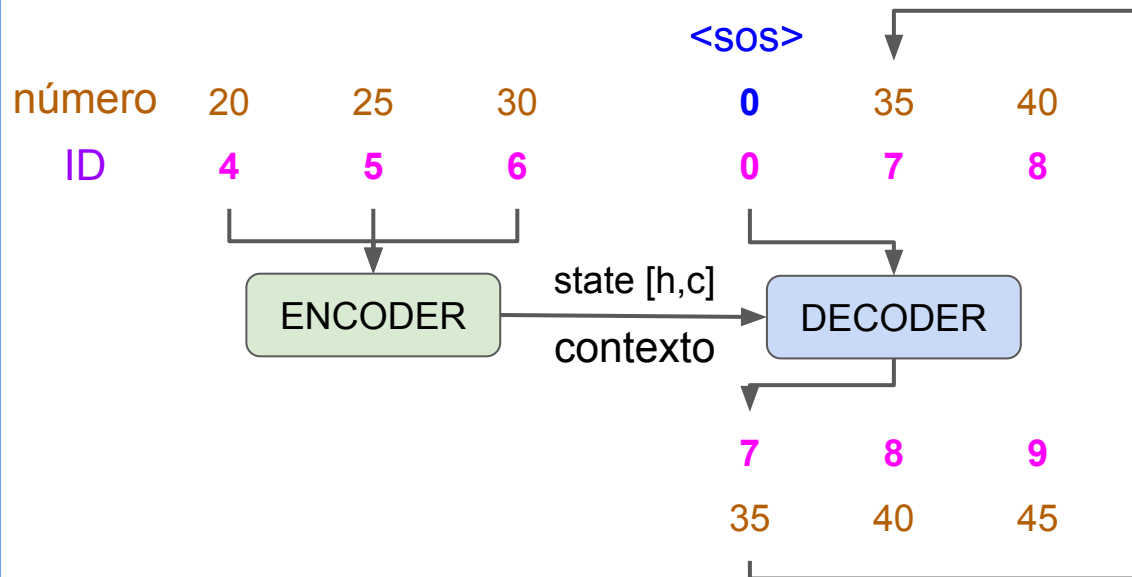 <sos>
número 20 25 30 0 35 40
ID 4 5 6 0 7 8
state [h,c]
ENCODER DECODER
contexto
7 8 9
35 40 45